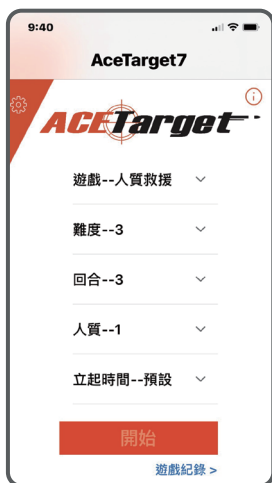 9:40
AceTarget7
ACETarget
遊戲--人質救援
難度--3
回合--3
人質--1
立起時間--預設
開始
遊戲紀錄 >